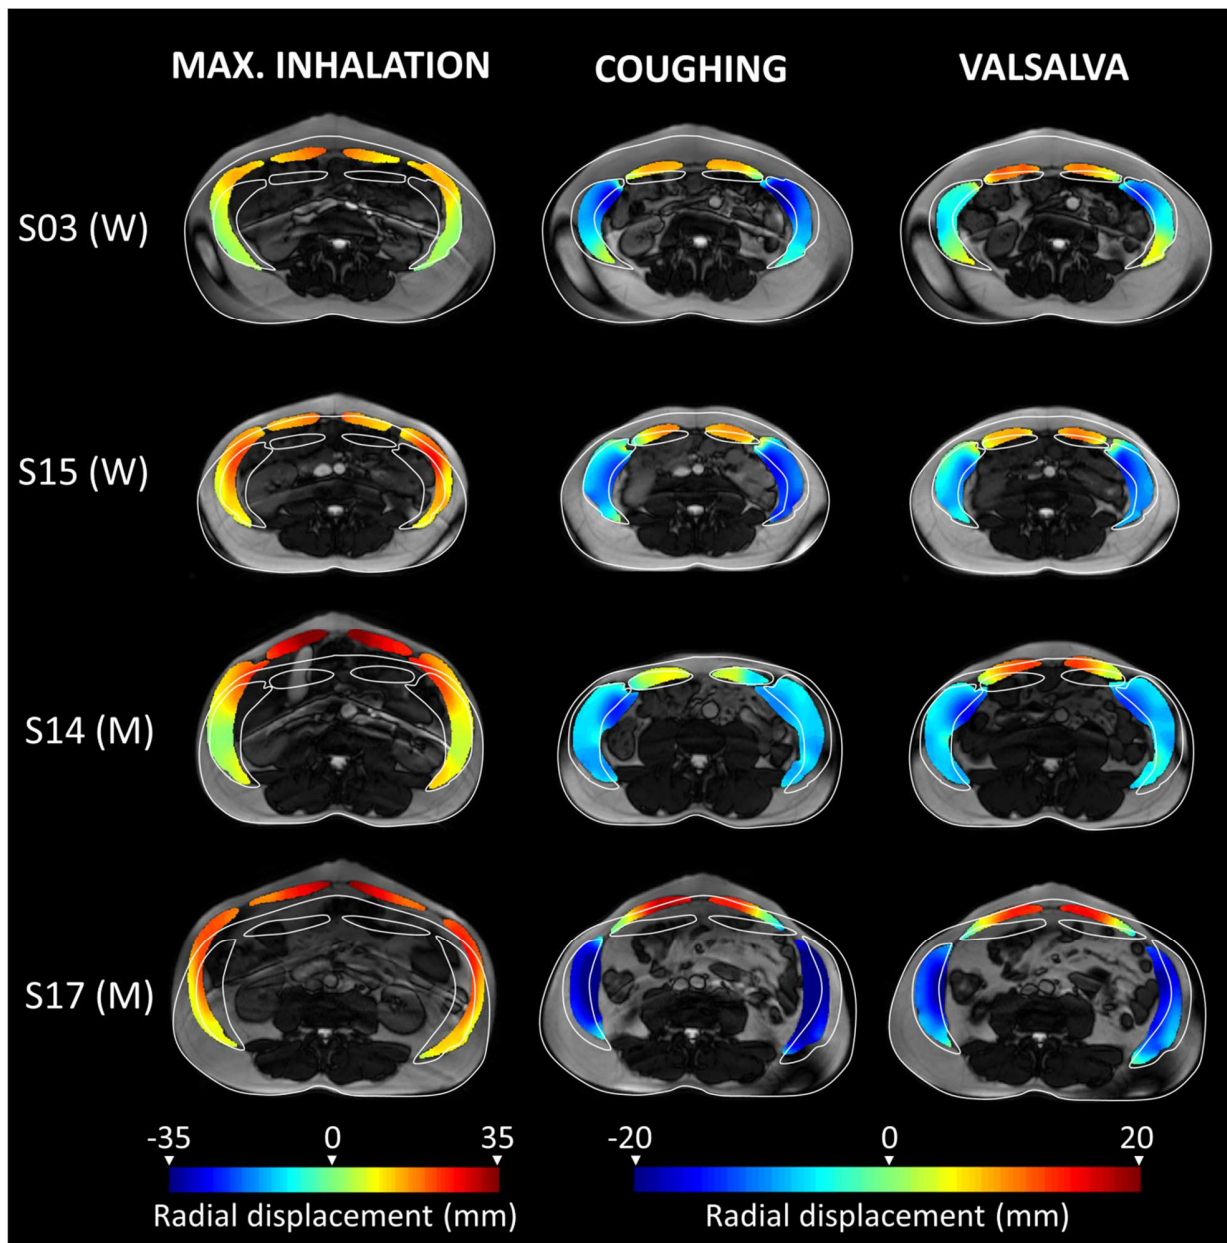 MAX. INHALATION COUGHING VALSALVA
S03 (W)
S15 (W)
S14 (M)
S17 (M)
-35 0 35 -20 0 20
Radial displacement (mm) Radial displacement (mm)